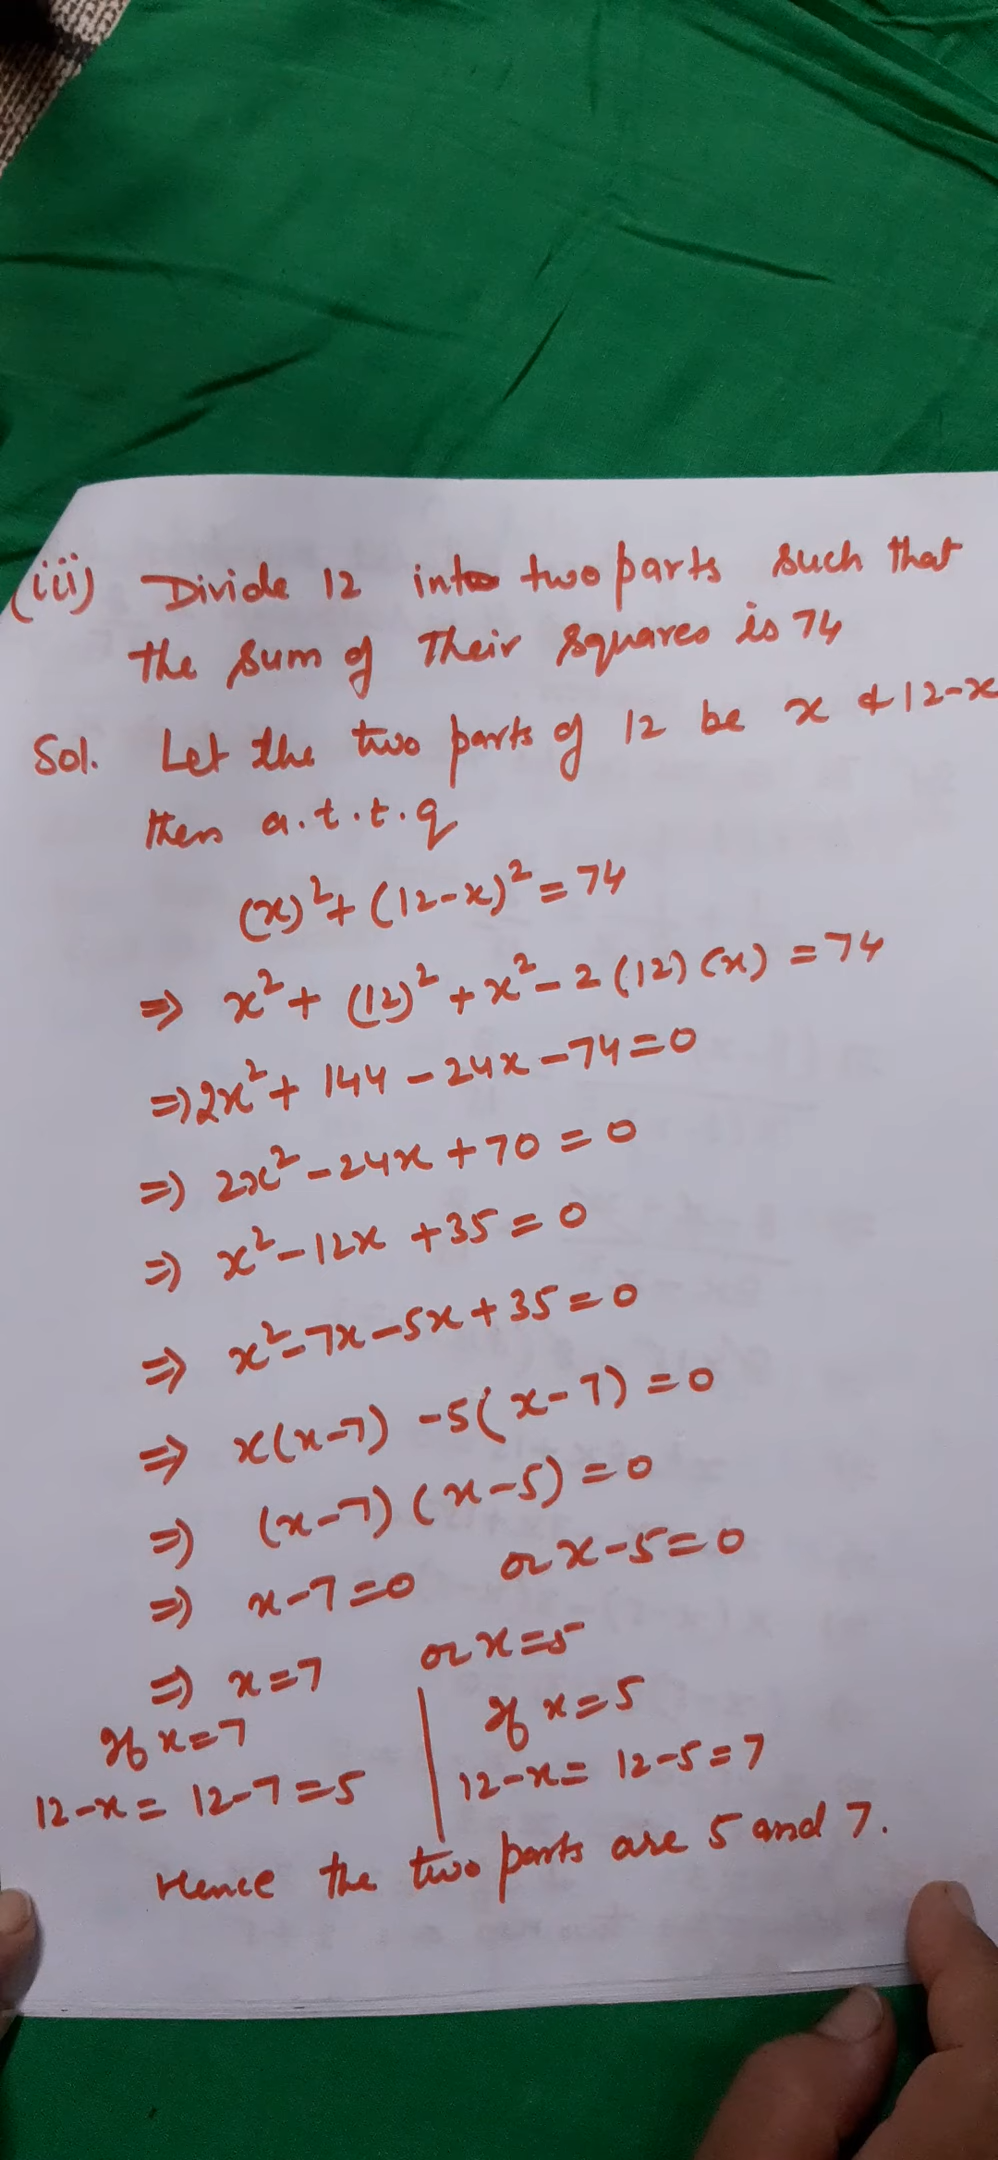 (iii) Divide 12 into two parts such that
the sum of their squares is 74
Sol. Let the two parts of 12 be x & 12-x
then a.t.t.q
(x)² + (12-x)² = 74
⇒ x² + (12)² + x² - 2(12)(x) = 74
⇒ 2x² + 144 - 24x - 74 = 0
⇒ 2x² - 24x + 70 = 0
⇒ x² - 12x + 35 = 0
⇒ x² - 7x - 5x + 35 = 0
⇒ x(x-7) - 5(x-7) = 0
⇒ (x-7)(x-5) = 0
⇒ x-7=0 or x-5=0
⇒ x=7 or x=5
If x=7
12-x = 12-7=5
If x=5
12-x = 12-5=7
Hence the two parts are 5 and 7.